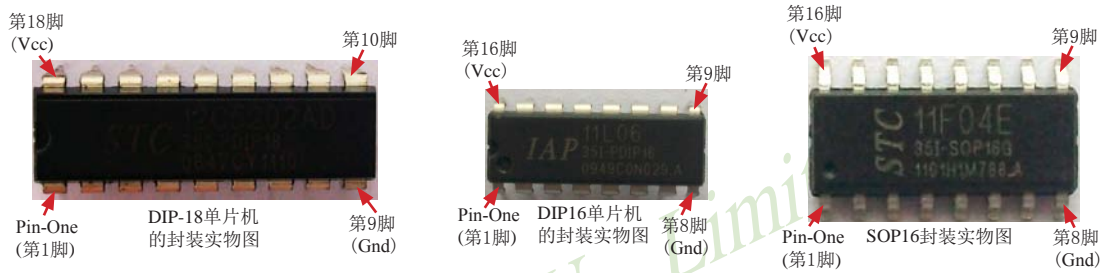 第18脚
(Vcc)
第10脚
STC
Pin-One
(第1脚)
DIP-18单片机
的封装实物图
第9脚
(Gnd)
第16脚
(Vcc)
第9脚
IAP
11L06
35I-PDIP16
0949CON029.A
Pin-One
(第1脚)
DIP16单片机
的封装实物图
第8脚
(Gnd)
第16脚
(Vcc)
第9脚
STC
11F04E
35I-SOP16G
1101H1M788.A
Pin-One
(第1脚)
SOP16封装实物图
第8脚
(Gnd)
Limit